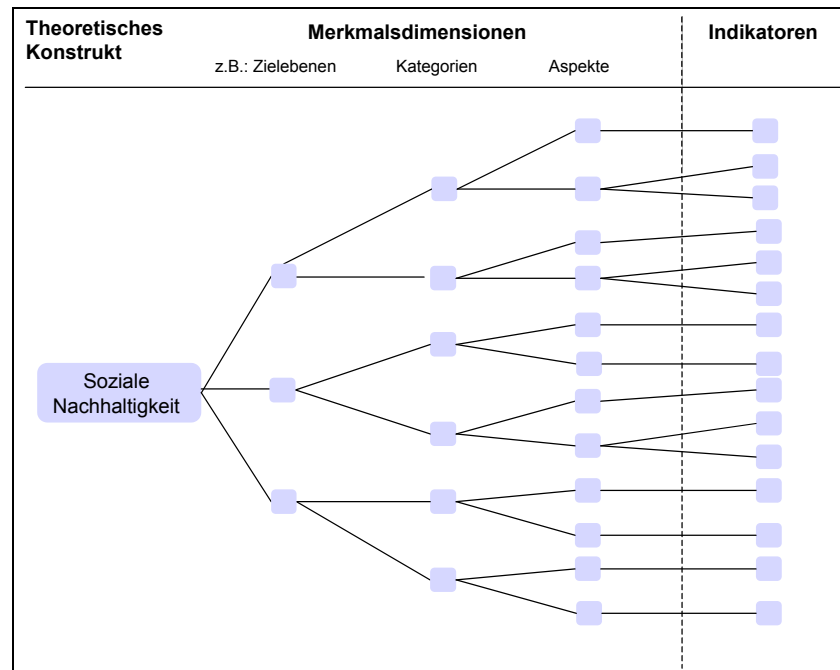 Theoretisches
Konstrukt
Merkmalsdimensionen
Indikatoren
z.B.: Zielebenen
Kategorien
Aspekte
Soziale
Nachhaltigkeit